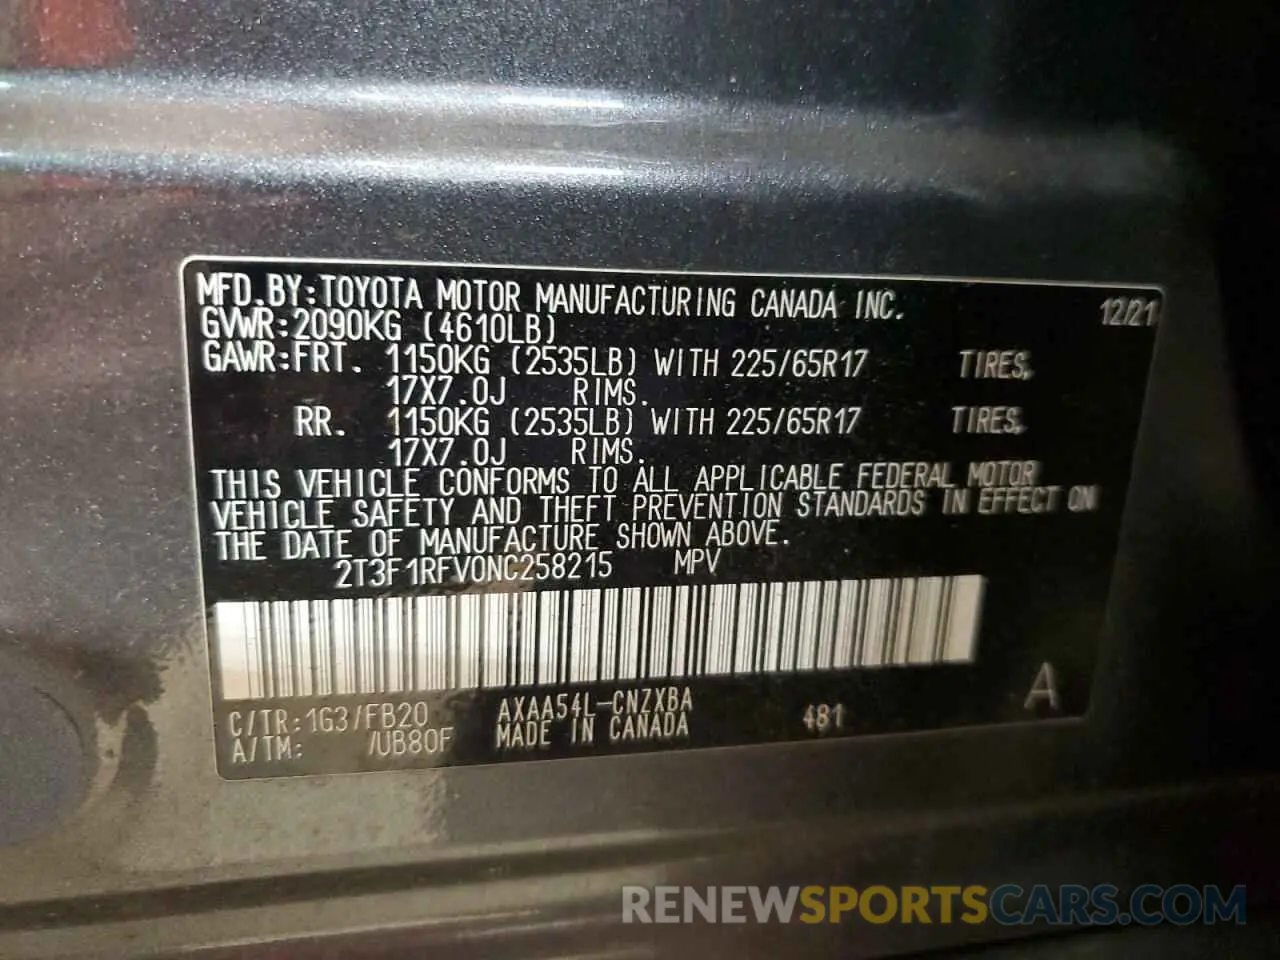 MFD.BY:TOYOTA MOTOR MANUFACTURING CANADA INC. 12/21
GVWR:2090KG (4610LB)
GAWR:FRT. 1150KG (2535LB) WITH 225/65R17 TIRES,
17X7.0J RIMS.
RR. 1150KG (2535LB) WITH 225/65R17 TIRES,
17X7.0J RIMS.
THIS VEHICLE CONFORMS TO ALL APPLICABLE FEDERAL MOTOR
VEHICLE SAFETY AND THEFT PREVENTION STANDARDS IN EFFECT ON
THE DATE OF MANUFACTURE SHOWN ABOVE.
2T3F1RFV0NC258215 MPV
C/TR:1G3/FB20 AXAA54L-CNZXBA 481 A
A/TM: /UB80F MADE IN CANADA
RENEWSPORTSCARS.COM